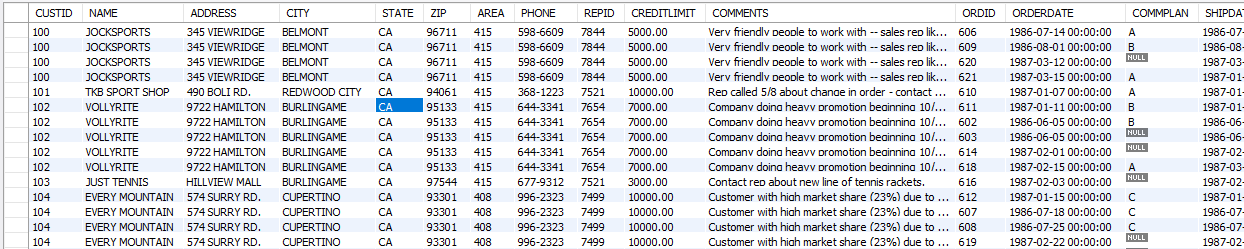 CUSTID NAME ADDRESS CITY STATE ZIP AREA PHONE REPID CREDITLIMIT COMMENTS ORDID ORDERDATE COMMPLAN SHIPDAT
100 JOCKSPORTS 345 VIEWRIDGE BELMONT CA 96711 415 598-6609 7844 5000.00 Very friendly people to work with -- sales rep lik... 606 1986-07-14 00:00:00 A 1986-07-
100 JOCKSPORTS 345 VIEWRIDGE BELMONT CA 96711 415 598-6609 7844 5000.00 Very friendly people to work with -- sales rep lik... 609 1986-08-01 00:00:00 B 1986-08-
100 JOCKSPORTS 345 VIEWRIDGE BELMONT CA 96711 415 598-6609 7844 5000.00 Very friendly people to work with -- sales rep lik... 620 1987-03-12 00:00:00 NULL 1987-03-
100 JOCKSPORTS 345 VIEWRIDGE BELMONT CA 96711 415 598-6609 7844 5000.00 Very friendly people to work with -- sales rep lik... 621 1987-03-15 00:00:00 A 1987-01-
101 TKB SPORT SHOP 490 BOLI RD. REDWOOD CITY CA 94061 415 368-1223 7521 10000.00 Rep called 5/8 about change in order - contact ... 610 1987-01-07 00:00:00 A 1987-01-
102 VOLLYRITE 9722 HAMILTON BURLINGAME CA 95133 415 644-3341 7654 7000.00 Company doing heavy promotion beginning 10/... 611 1987-01-11 00:00:00 B 1987-01-
102 VOLLYRITE 9722 HAMILTON BURLINGAME CA 95133 415 644-3341 7654 7000.00 Company doing heavy promotion beginning 10/... 602 1986-06-05 00:00:00 B 1986-06-
102 VOLLYRITE 9722 HAMILTON BURLINGAME CA 95133 415 644-3341 7654 7000.00 Company doing heavy promotion beginning 10/... 603 1986-06-05 00:00:00 NULL 1986-06-
102 VOLLYRITE 9722 HAMILTON BURLINGAME CA 95133 415 644-3341 7654 7000.00 Company doing heavy promotion beginning 10/... 614 1987-02-01 00:00:00 NULL 1987-02-
102 VOLLYRITE 9722 HAMILTON BURLINGAME CA 95133 415 644-3341 7654 7000.00 Company doing heavy promotion beginning 10/... 618 1987-02-15 00:00:00 A 1987-03-
103 JUST TENNIS HILLVIEW MALL BURLINGAME CA 97544 415 677-9312 7521 3000.00 Contact rep about new line of tennis rackets. 616 1987-02-03 00:00:00 NULL 1987-02-
104 EVERY MOUNTAIN 574 SURRY RD. CUPERTINO CA 93301 408 996-2323 7499 10000.00 Customer with high market share (23%) due to ... 612 1987-01-15 00:00:00 C 1987-01-
104 EVERY MOUNTAIN 574 SURRY RD. CUPERTINO CA 93301 408 996-2323 7499 10000.00 Customer with high market share (23%) due to ... 607 1986-07-18 00:00:00 C 1986-07-
104 EVERY MOUNTAIN 574 SURRY RD. CUPERTINO CA 93301 408 996-2323 7499 10000.00 Customer with high market share (23%) due to ... 608 1986-07-25 00:00:00 C 1986-07-
104 EVERY MOUNTAIN 574 SURRY RD. CUPERTINO CA 93301 408 996-2323 7499 10000.00 Customer with high market share (23%) due to ... 619 1987-02-22 00:00:00 NULL 1987-02-